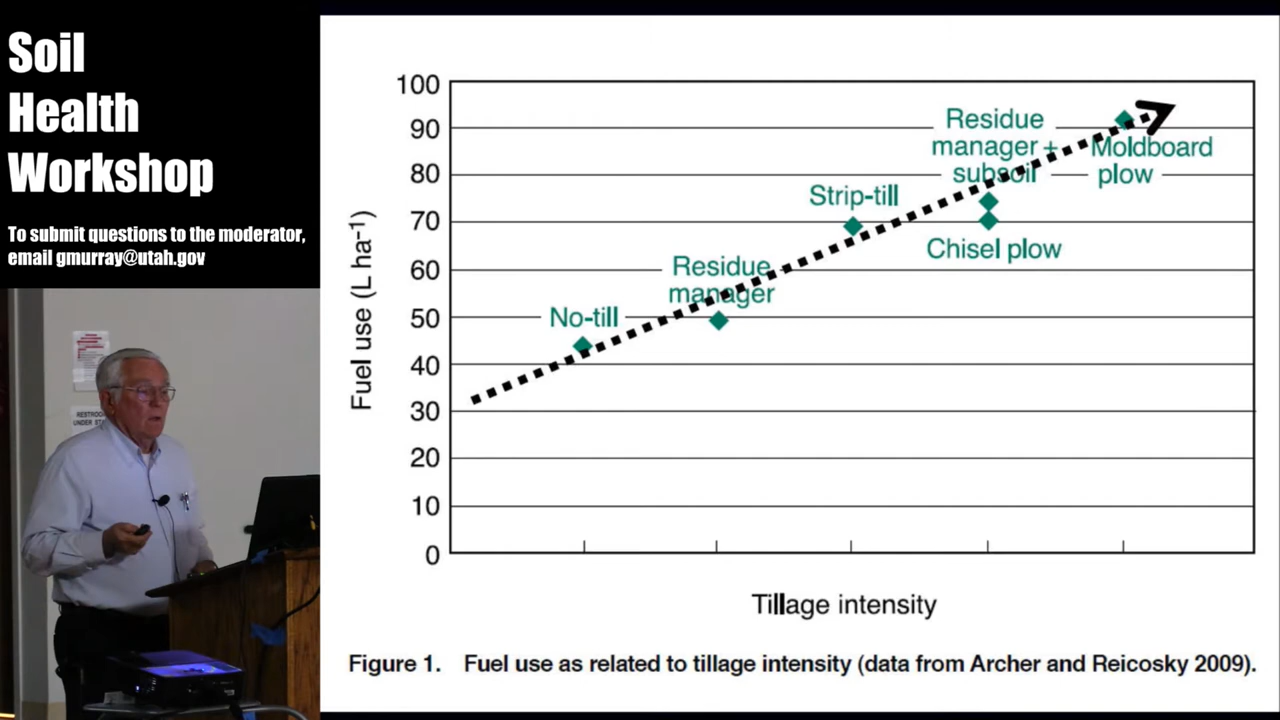 Soil
Health
Workshop
To submit questions to the moderator,
email gmurray@utah.gov
RESTROO
UNDER ST
Fuel use (L ha⁻¹)
100
90
80
70
60
50
40
30
20
10
0
No-till
Residue
manager
Strip-till
Residue
manager +
subsoil
Chisel plow
Moldboard
plow
Tillage intensity
Figure 1. Fuel use as related to tillage intensity (data from Archer and Reicosky 2009).